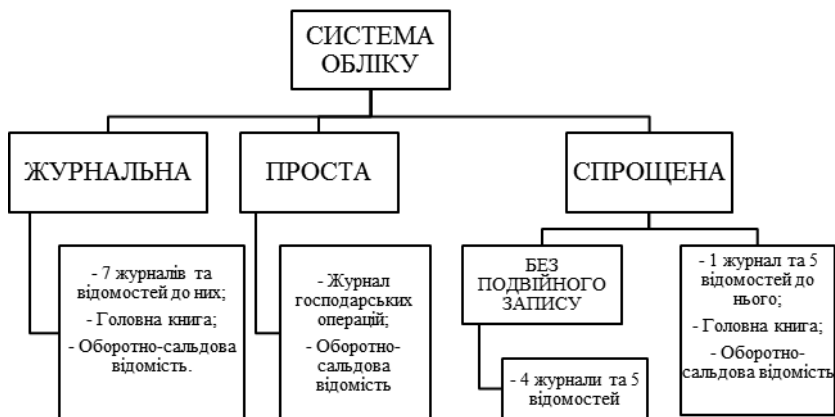 СИСТЕМА
ОБЛІКУ
ЖУРНАЛЬНА
ПРОСТА
СПРОЩЕНА
- 7 журналів та
відомостей до них;
- Головна книга;
- Оборотно-сальдова
відомість.
- Журнал
господарських
операцій;
- Оборотно-
сальдова
відомість
БЕЗ
ПОДВІЙНОГО
ЗАПИСУ
- 4 журнали та 5
відомостей
- 1 журнал та 5
відомостей до
нього;
- Головна книга;
- Оборотно-
сальдова відомість